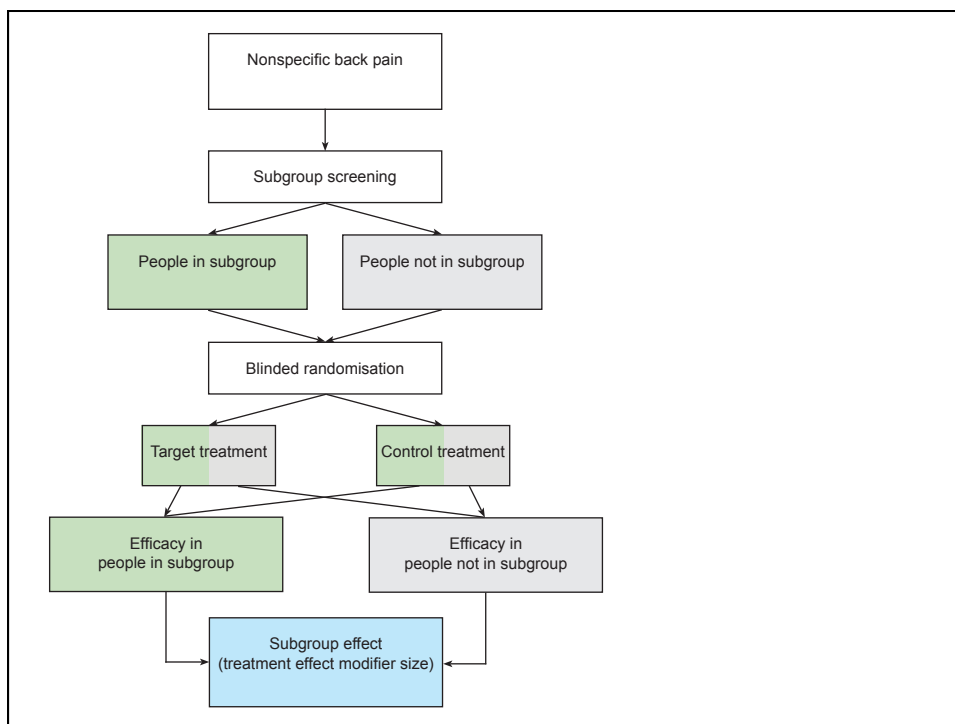 Nonspecific back pain
Subgroup screening
People in subgroup
People not in subgroup
Blinded randomisation
Target treatment
Control treatment
Efficacy in
people in subgroup
Efficacy in
people not in subgroup
Subgroup effect
(treatment effect modifier size)